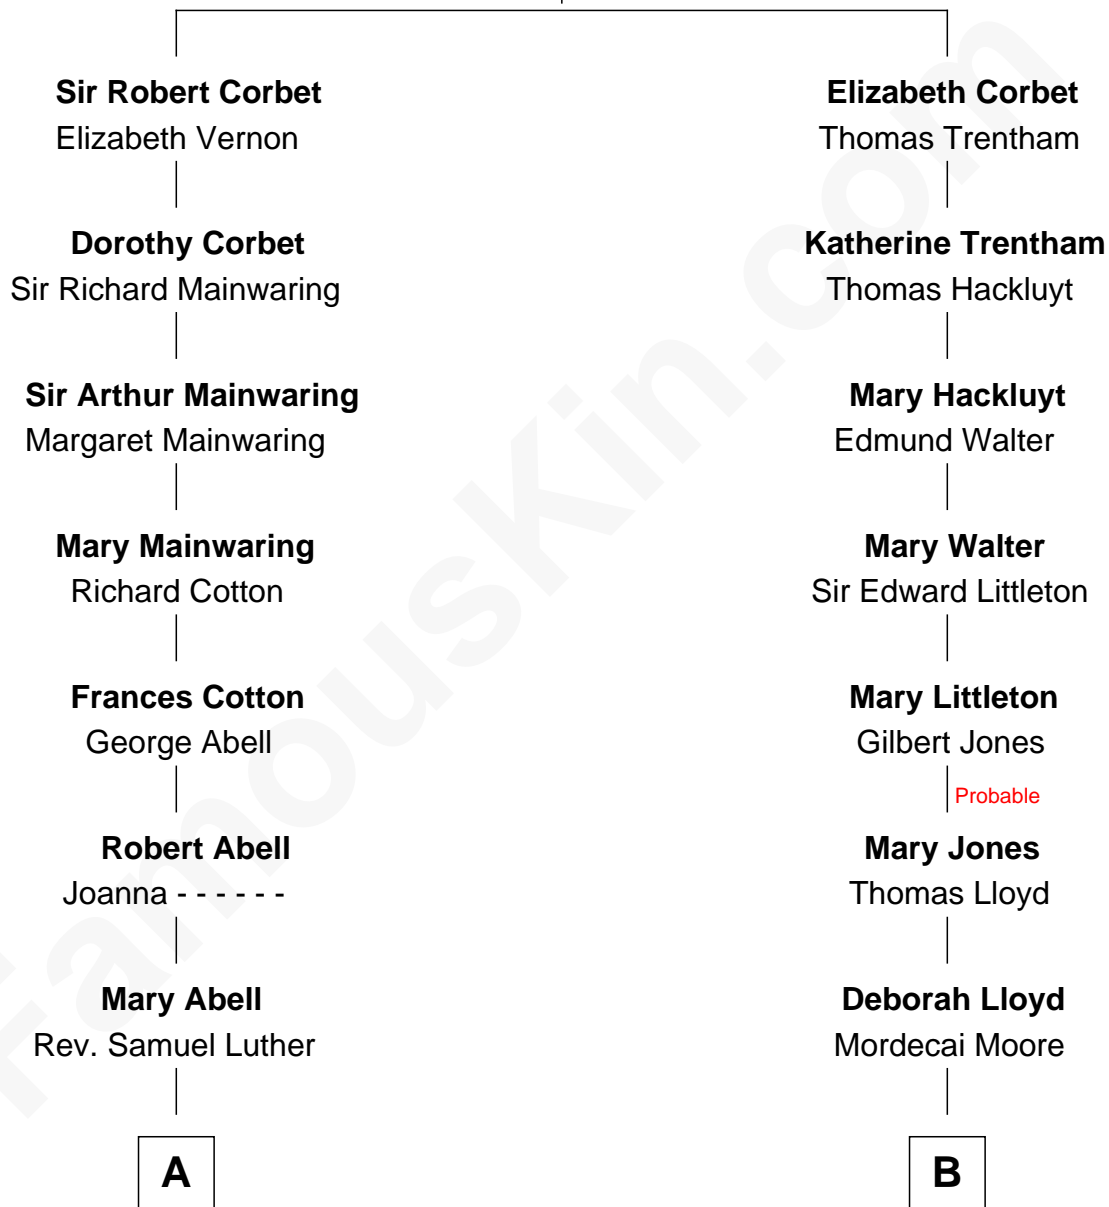 Sir Robert Corbet
Elizabeth Vernon
Dorothy Corbet
Sir Richard Mainwaring
Sir Arthur Mainwaring
Margaret Mainwaring
Mary Mainwaring
Richard Cotton
Frances Cotton
George Abell
Robert Abell
Joanna - - - - - -
Mary Abell
Rev. Samuel Luther
A
Elizabeth Corbet
Thomas Trentham
Katherine Trentham
Thomas Hackluyt
Mary Hackluyt
Edmund Walter
Mary Walter
Sir Edward Littleton
Mary Littleton
Gilbert Jones
Probable
Mary Jones
Thomas Lloyd
Deborah Lloyd
Mordecai Moore
B
FamousKin.com